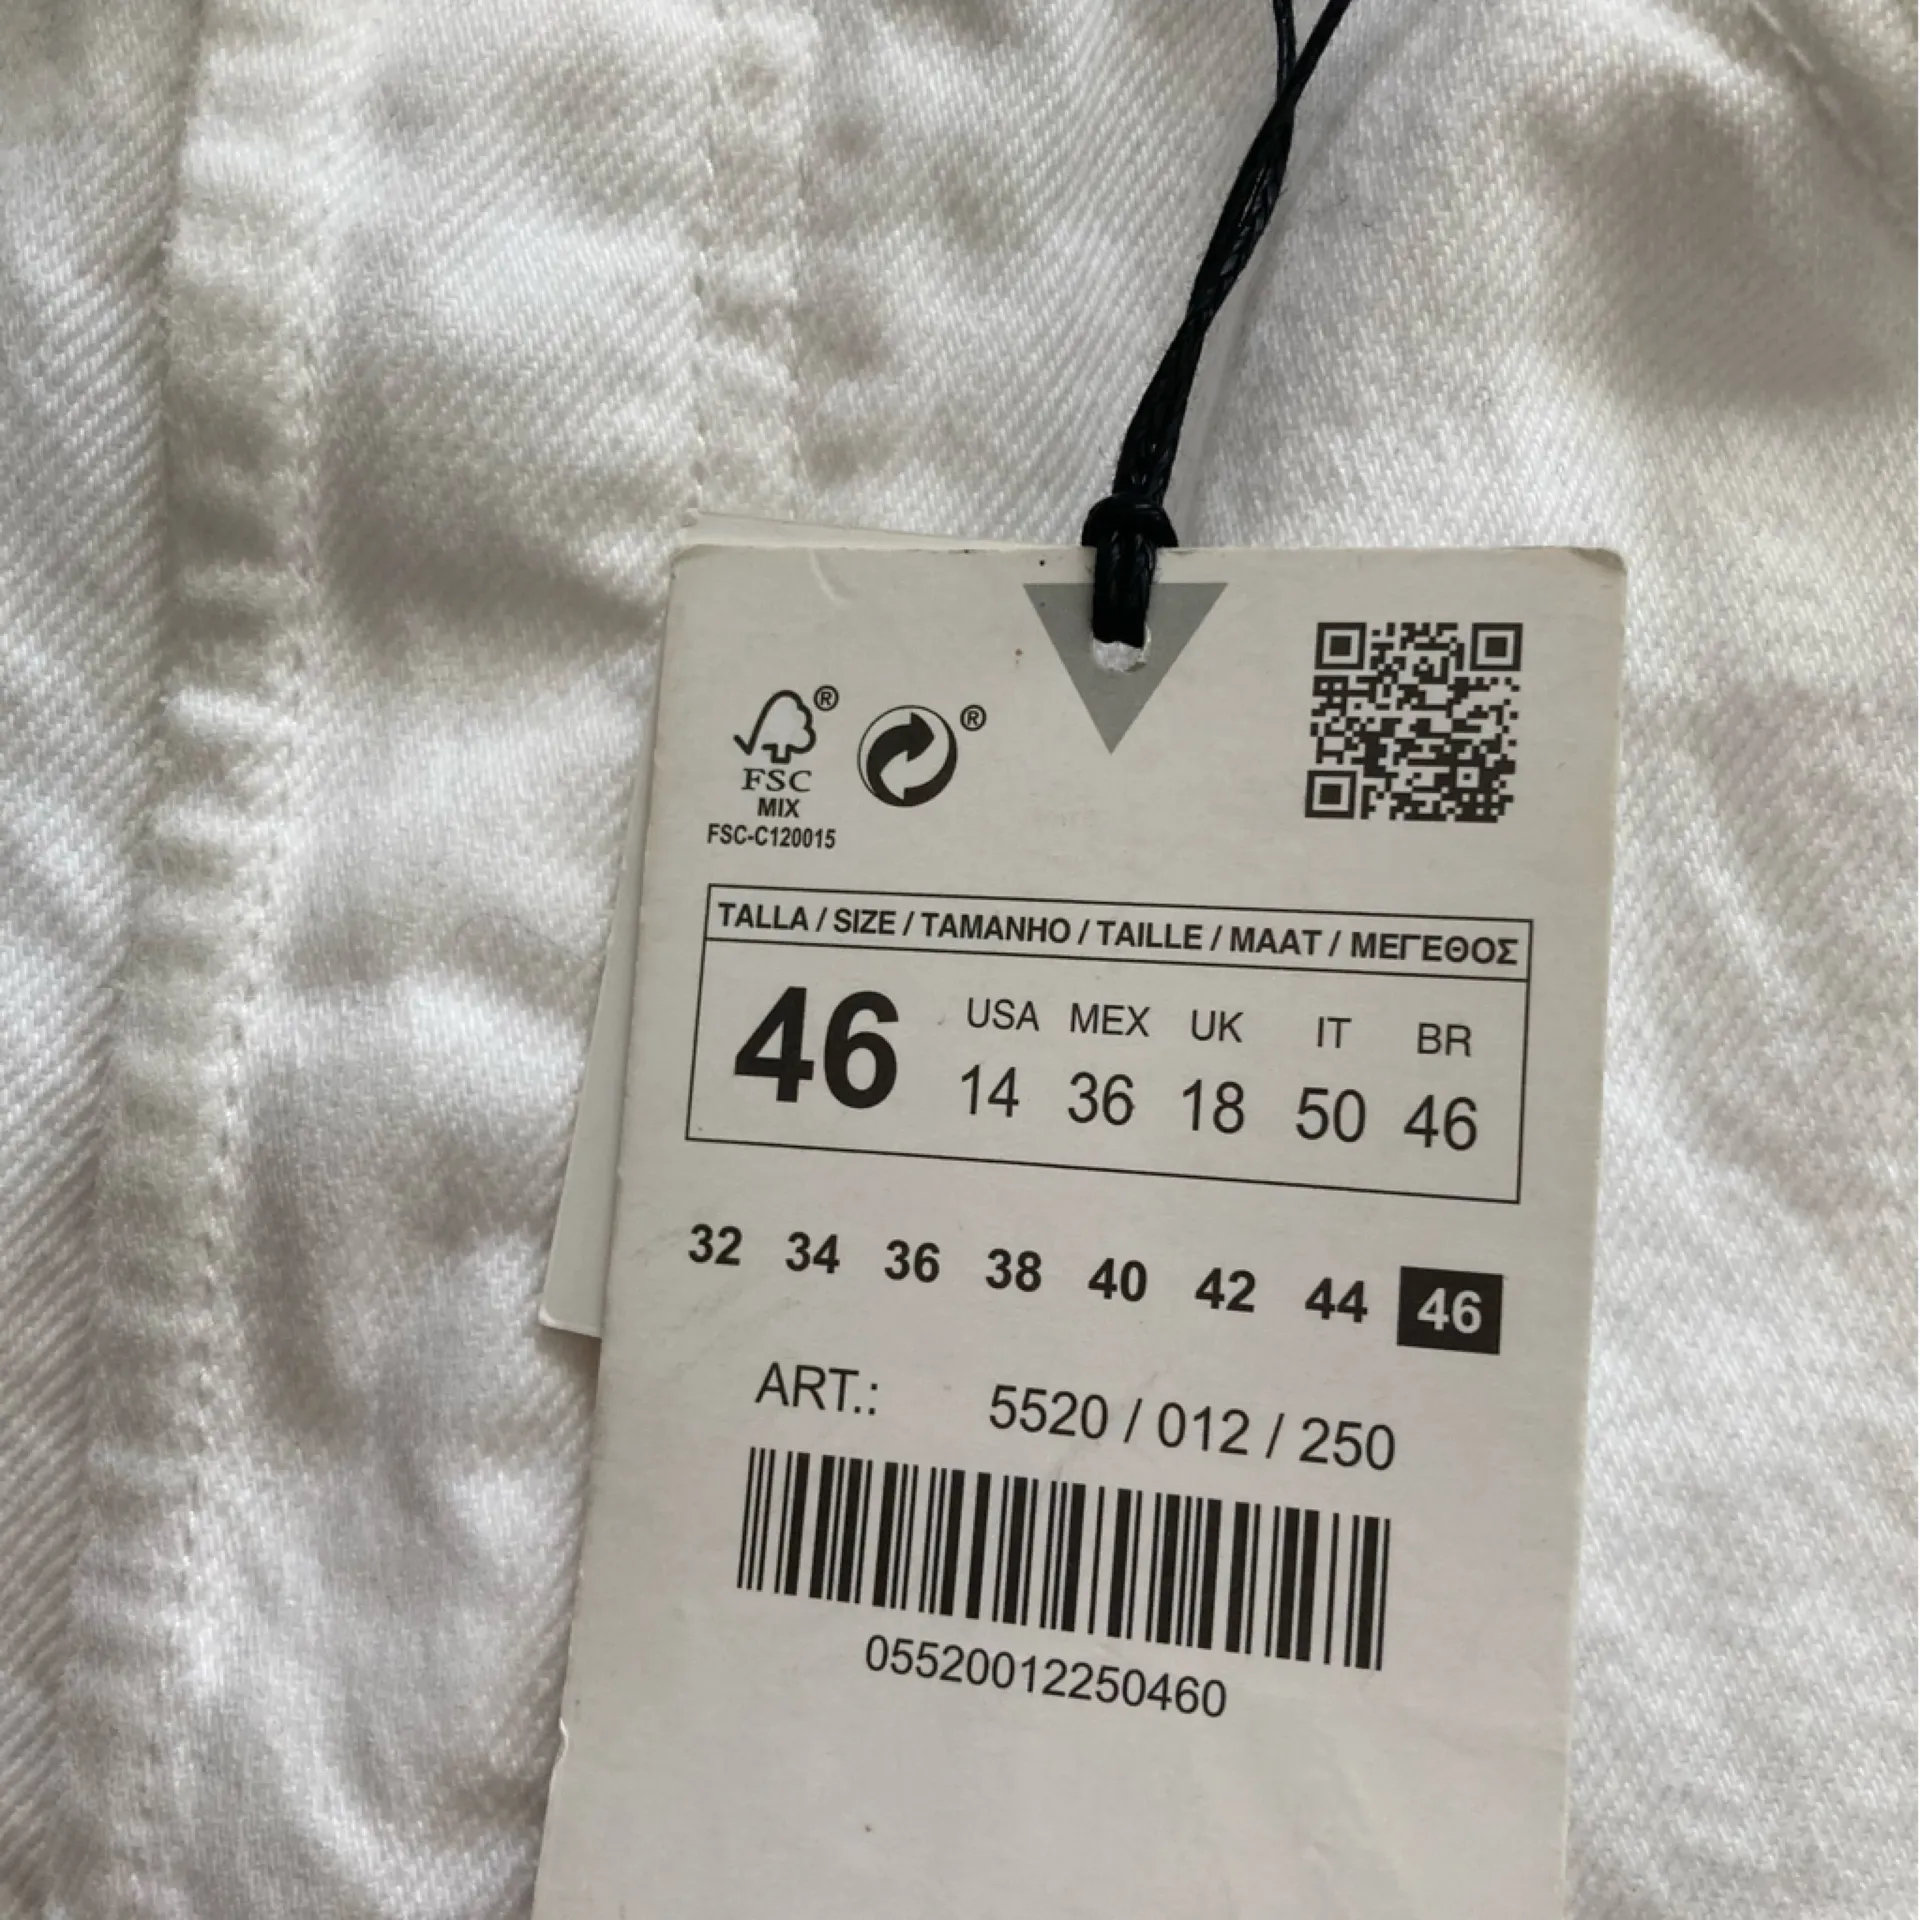 ®
®
FSC
MIX
FSC-C120015
TALLA / SIZE / TAMANHO / TAILLE / MAAT / ΜΕΓΕΘΟΣ
46
USA MEX UK IT BR
14 36 18 50 46
32 34 36 38 40 42 44 46
ART.: 5520 / 012 / 250
05520012250460